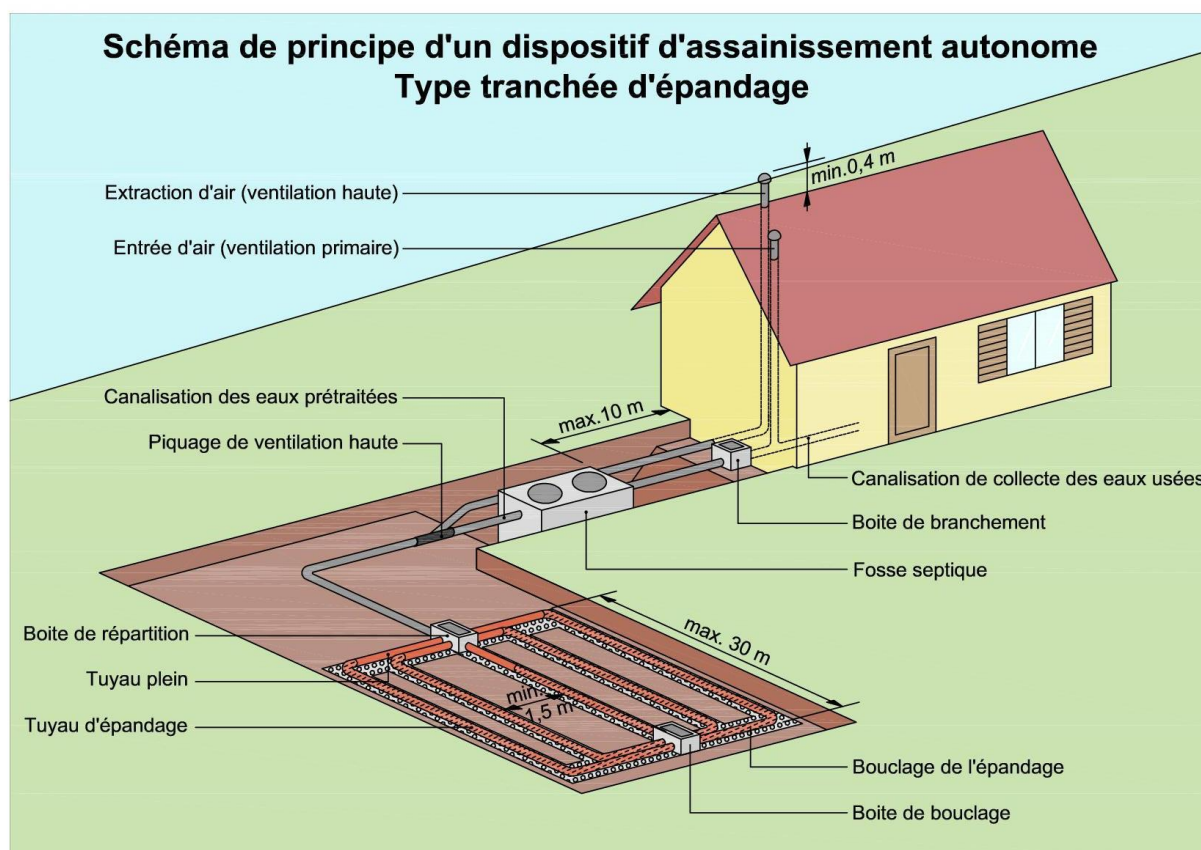 Schéma de principe d'un dispositif d'assainissement autonome
Type tranchée d'épandage
min.0,4 m
Extraction d'air (ventilation haute)
Entrée d'air (ventilation primaire)
Canalisation des eaux prétraitées
max.10 m
Piquage de ventilation haute
Canalisation de collecte des eaux usées
Boite de branchement
Fosse septique
Boite de répartition
max. 30 m
Tuyau plein
min.
1,5 m
Tuyau d'épandage
Bouclage de l'épandage
Boite de bouclage